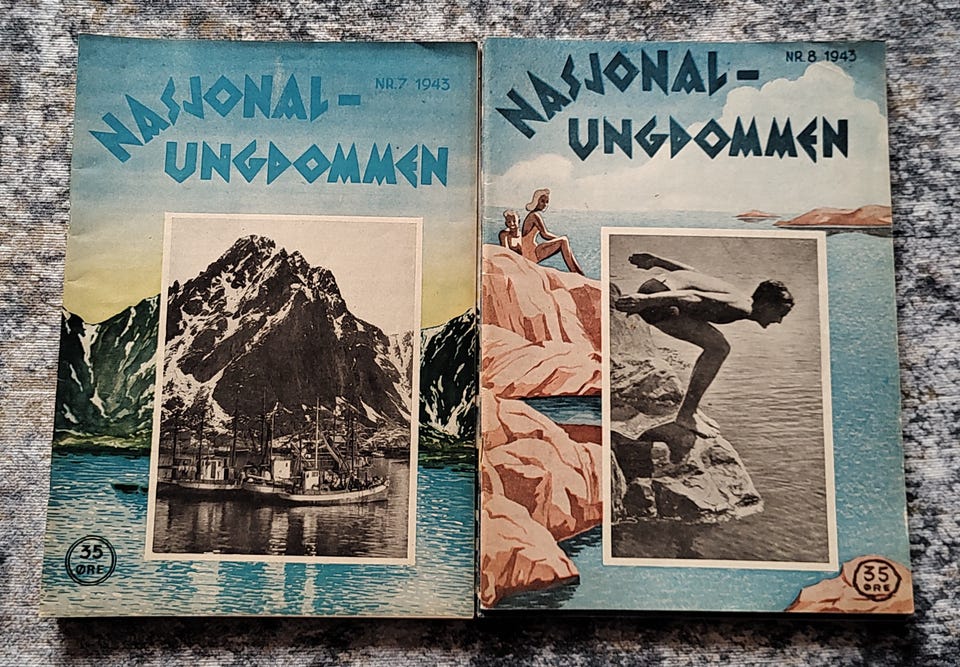 NASJONAL-
NR.7 1943
UNGDOMMEN
35
ØRE
NASJONAL-
NR.8 1943
UNGDOMMEN
35
ØRE